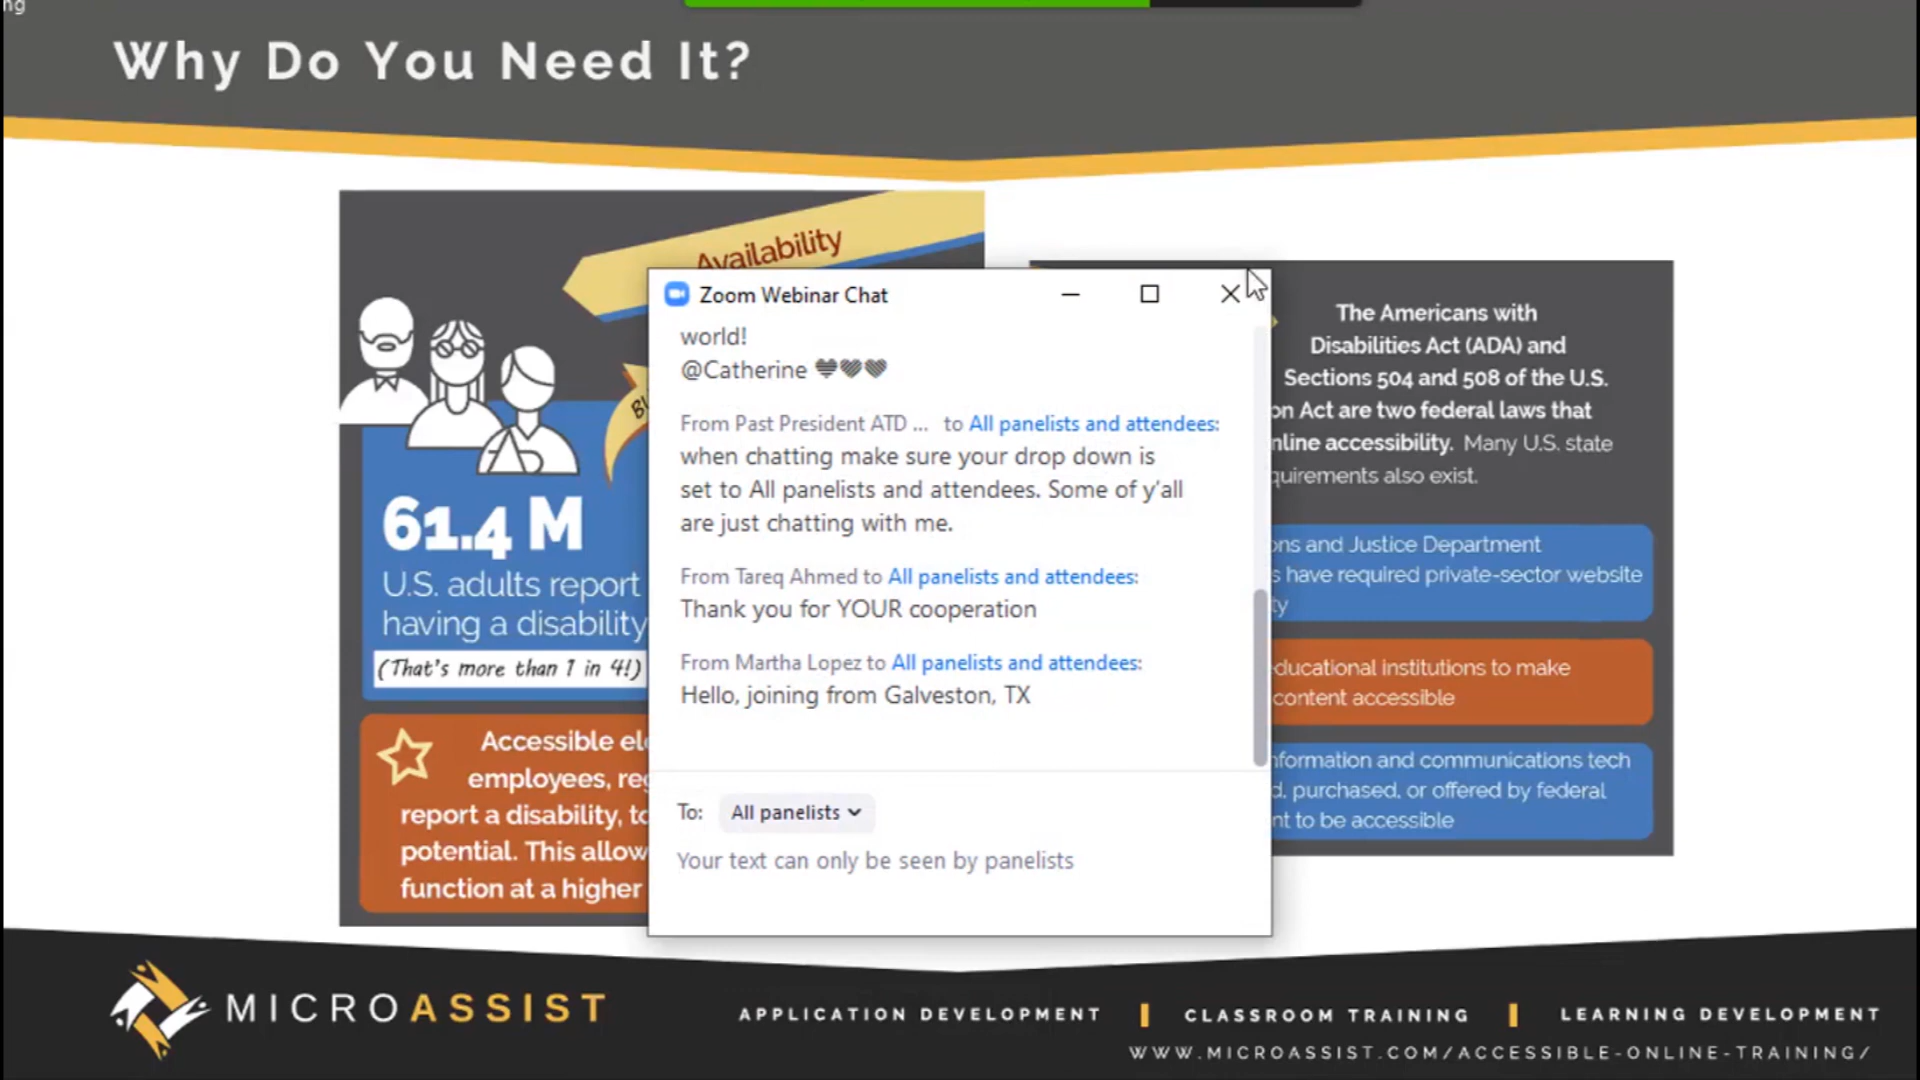 ng
Why Do You Need It?
Availability
61.4 M
U.S. adults report
having a disability
(That's more than 1 in 4!)
Accessible
employees,
report a disability,
potential. This allow
function at a higher
Zoom Webinar Chat
world!
@Catherine 🖤🖤🖤
From Past President ATD ... to All panelists and attendees:
when chatting make sure your drop down is
set to All panelists and attendees. Some of y'all
are just chatting with me.
From Tareq Ahmed to All panelists and attendees:
Thank you for YOUR cooperation
From Martha Lopez to All panelists and attendees:
Hello, joining from Galveston, TX
To: All panelists
Your text can only be seen by panelists
The Americans with
Disabilities Act (ADA) and
Sections 504 and 508 of the U.S.
on Act are two federal laws that
nline accessibility. Many U.S. state
quirements also exist.
ons and Justice Department
s have required private-sector website
ty
ducational institutions to make
content accessible
nformation and communications tech
d, purchased, or offered by federal
nt to be accessible
MICROASSIST
APPLICATION DEVELOPMENT | CLASSROOM TRAINING | LEARNING DEVELOPMENT
WWW.MICROASSIST.COM/ACCESSIBLE-ONLINE-TRAINING/